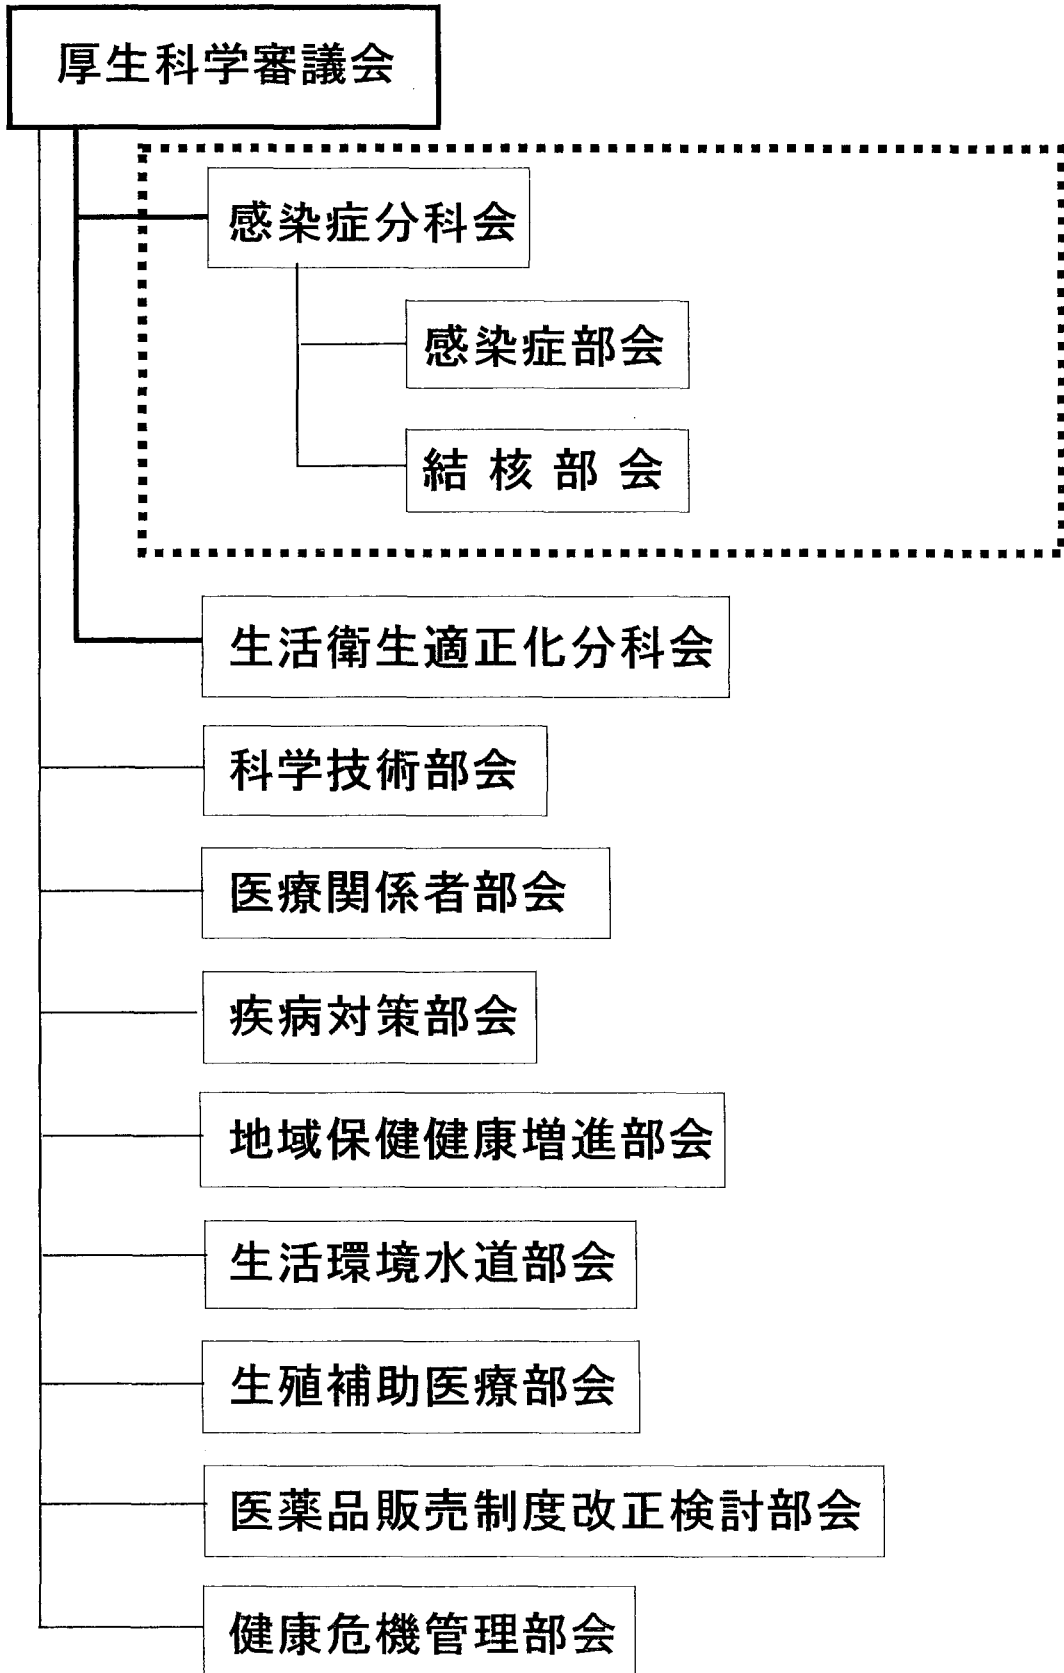 厚生科学審議会
感染症分科会
感染症部会
結核部会
生活衛生適正化分科会
科学技術部会
医療関係者部会
疾病対策部会
地域保健健康増進部会
生活環境水道部会
生殖補助医療部会
医薬品販売制度改正検討部会
健康危機管理部会